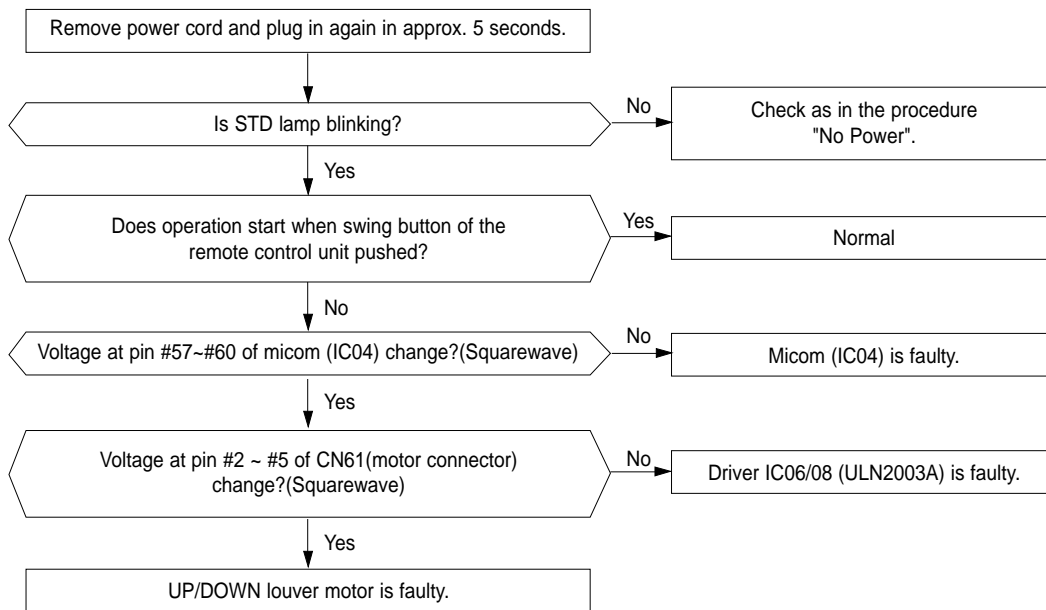 Remove power cord and plug in again in approx. 5 seconds.
Is STD lamp blinking?
No
Check as in the procedure
"No Power".
Yes
Does operation start when swing button of the
remote control unit pushed?
Yes
Normal
No
Voltage at pin #57~#60 of micom (IC04) change?(Squarewave)
No
Micom (IC04) is faulty.
Yes
Voltage at pin #2 ~ #5 of CN61(motor connector)
change?(Squarewave)
No
Driver IC06/08 (ULN2003A) is faulty.
Yes
UP/DOWN louver motor is faulty.